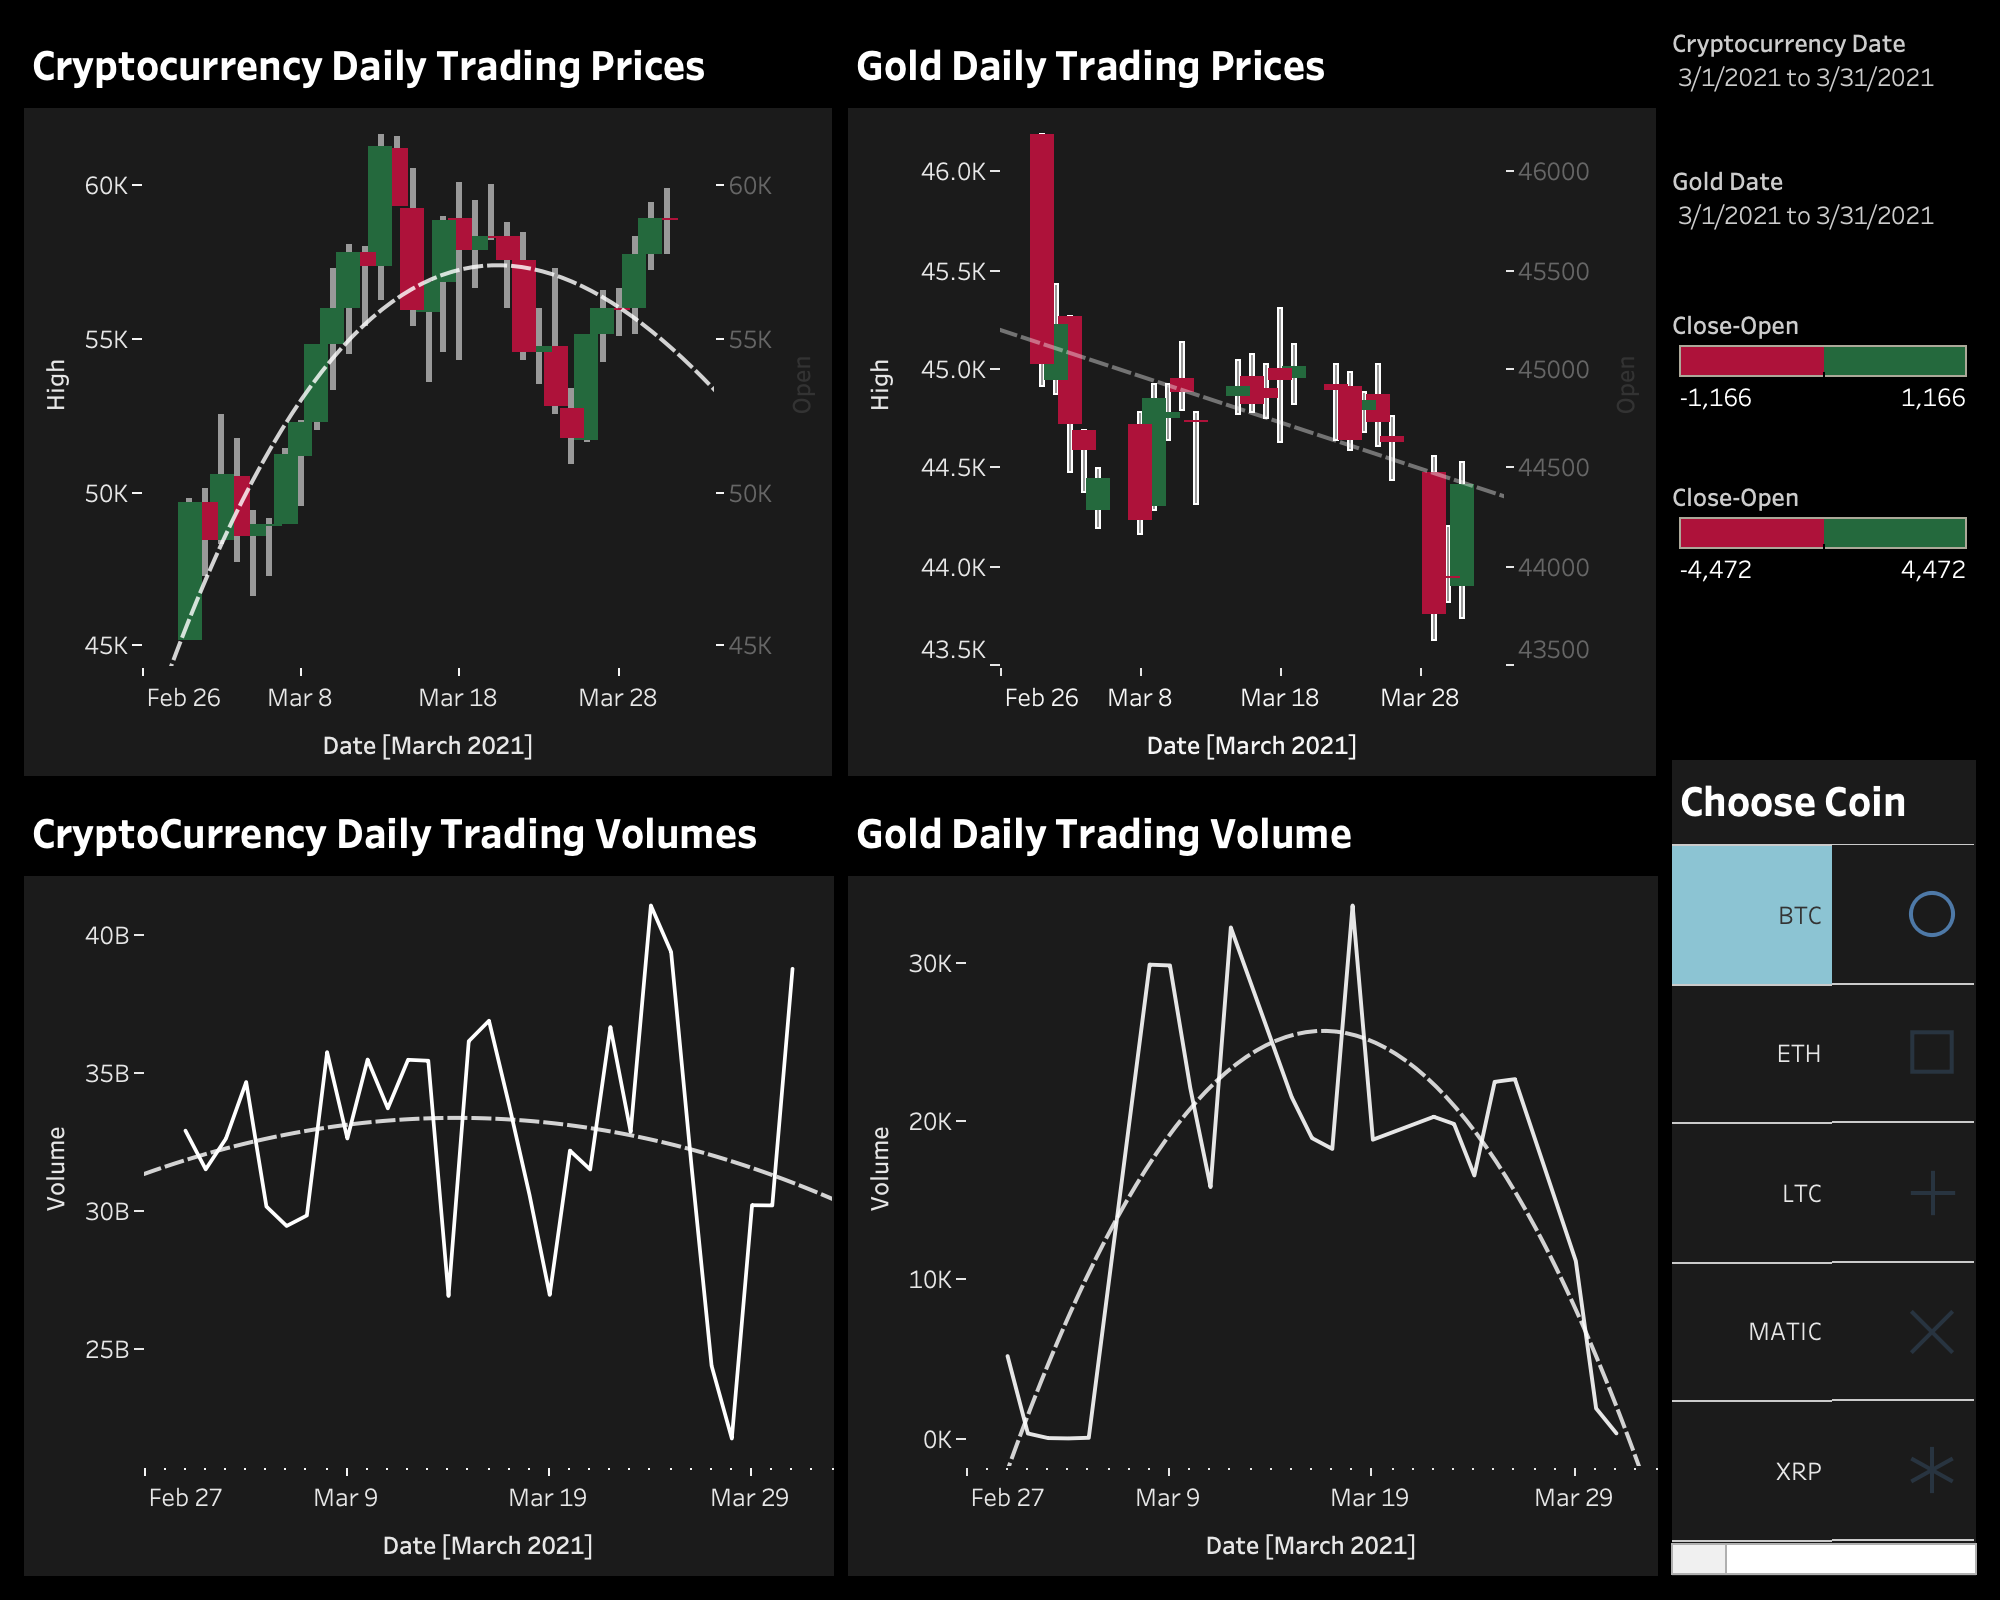 Cryptocurrency Daily Trading Prices
60K
55K
50K
45K
High
60K
55K
50K
45K
Open
Feb 26
Mar 8
Mar 18
Mar 28
Date [March 2021]
Gold Daily Trading Prices
46.0K
45.5K
45.0K
44.5K
44.0K
43.5K
High
46000
45500
45000
44500
44000
43500
Open
Feb 26
Mar 8
Mar 18
Mar 28
Date [March 2021]
Cryptocurrency Date
3/1/2021 to 3/31/2021
Gold Date
3/1/2021 to 3/31/2021
Close-Open
-1,166
1,166
Close-Open
-4,472
4,472
CryptoCurrency Daily Trading Volumes
40B
35B
30B
25B
Volume
Feb 27
Mar 9
Mar 19
Mar 29
Date [March 2021]
Gold Daily Trading Volume
30K
20K
10K
0K
Volume
Feb 27
Mar 9
Mar 19
Mar 29
Date [March 2021]
Choose Coin
BTC
ETH
LTC
MATIC
XRP